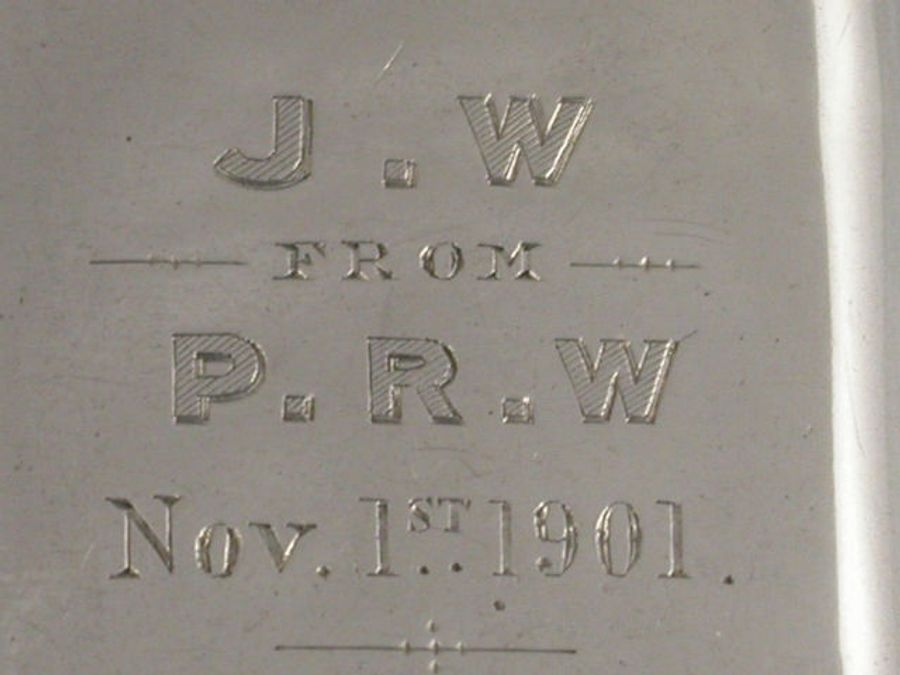 J . W
FROM
P. R. W
Nov. 1ST.. 1901.